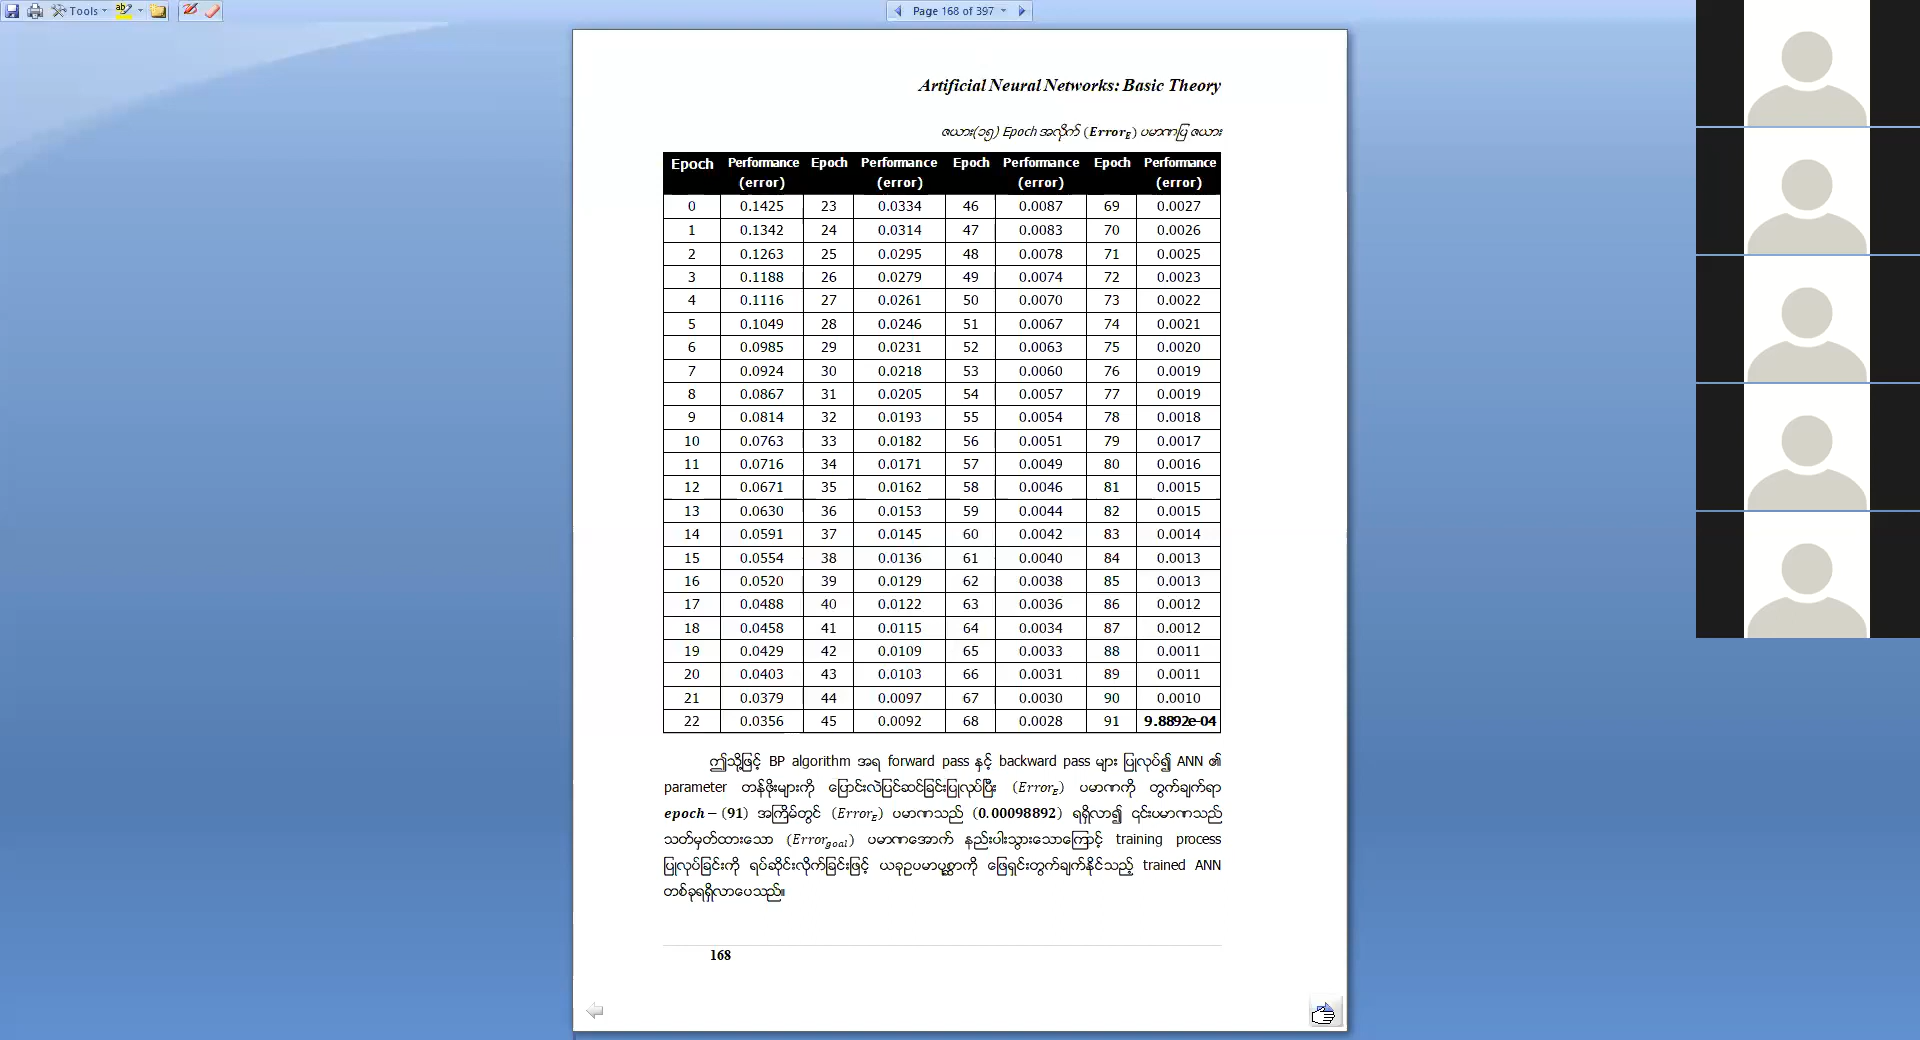 Tools
Page 168 of 397
Artificial Neural Networks: Basic Theory
ဇယား(၁၅) Epoch အလိုက် (Error_E) ပမာဏပြ ဇယား
Epoch Performance (error) Epoch Performance (error) Epoch Performance (error) Epoch Performance (error)
0 0.1425 23 0.0334 46 0.0087 69 0.0027
1 0.1342 24 0.0314 47 0.0083 70 0.0026
2 0.1263 25 0.0295 48 0.0078 71 0.0025
3 0.1188 26 0.0279 49 0.0074 72 0.0023
4 0.1116 27 0.0261 50 0.0070 73 0.0022
5 0.1049 28 0.0246 51 0.0067 74 0.0021
6 0.0985 29 0.0231 52 0.0063 75 0.0020
7 0.0924 30 0.0218 53 0.0060 76 0.0019
8 0.0867 31 0.0205 54 0.0057 77 0.0019
9 0.0814 32 0.0193 55 0.0054 78 0.0018
10 0.0763 33 0.0182 56 0.0051 79 0.0017
11 0.0716 34 0.0171 57 0.0049 80 0.0016
12 0.0671 35 0.0162 58 0.0046 81 0.0015
13 0.0630 36 0.0153 59 0.0044 82 0.0015
14 0.0591 37 0.0145 60 0.0042 83 0.0014
15 0.0554 38 0.0136 61 0.0040 84 0.0013
16 0.0520 39 0.0129 62 0.0038 85 0.0013
17 0.0488 40 0.0122 63 0.0036 86 0.0012
18 0.0458 41 0.0115 64 0.0034 87 0.0012
19 0.0429 42 0.0109 65 0.0033 88 0.0011
20 0.0403 43 0.0103 66 0.0031 89 0.0011
21 0.0379 44 0.0097 67 0.0030 90 0.0010
22 0.0356 45 0.0092 68 0.0028 91 9.8892e-04
ဤသို့ဖြင့် BP algorithm အရ forward pass နှင့် backward pass များ ပြုလုပ်၍ ANN ၏
parameter တန်ဖိုးများကို ပြောင်းလဲပြင်ဆင်ခြင်းပြုလုပ်ပြီး (Error_E) ပမာဏကို တွက်ချက်ရာ
epoch − (91) အကြိမ်တွင် (Error_E) ပမာဏသည် (0.00098892) ရရှိလာ၍ ၎င်းပမာဏသည်
သတ်မှတ်ထားသော (Error_goal) ပမာဏအောက် နည်းပါးသွားသောကြောင့် training process
ပြုလုပ်ခြင်းကို ရပ်ဆိုင်းလိုက်ခြင်းဖြင့် ယခုဥပမာပုစ္ဆာကို ဖြေရှင်းတွက်ချက်နိုင်သည့် trained ANN
တစ်ခုရရှိလာပေသည်။
168